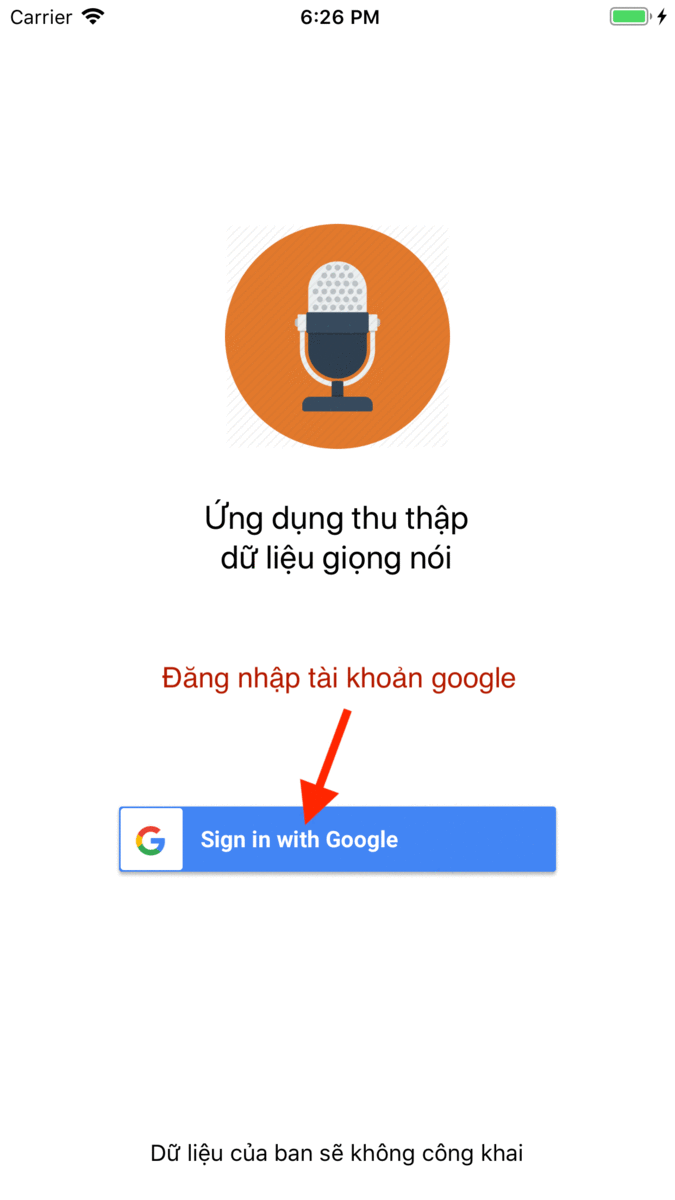 Carrier 6:26 PM
Ứng dụng thu thập
dữ liệu giọng nói
Đăng nhập tài khoản google
Sign in with Google
Dữ liệu của ban sẽ không công khai